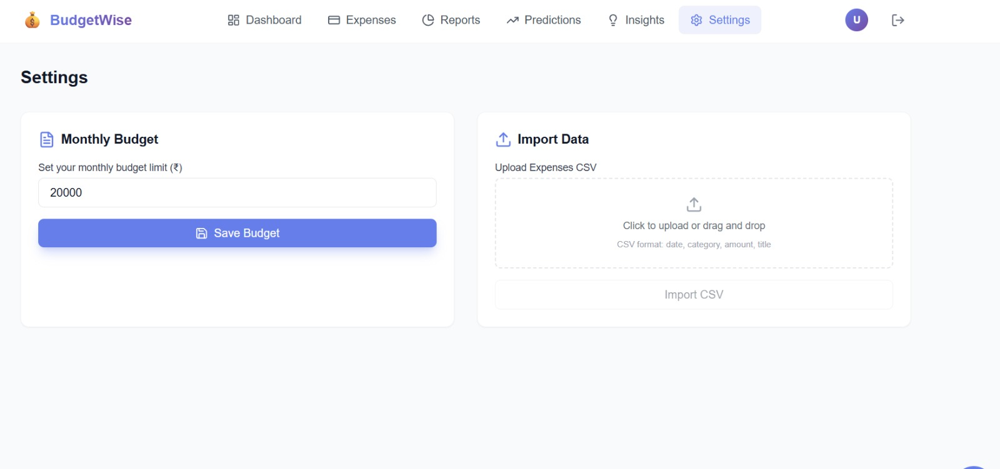 BudgetWise
Dashboard
Expenses
Reports
Predictions
Insights
Settings
U
Settings
Monthly Budget
Set your monthly budget limit (₹)
20000
Save Budget
Import Data
Upload Expenses CSV
Click to upload or drag and drop
CSV format: date, category, amount, title
Import CSV